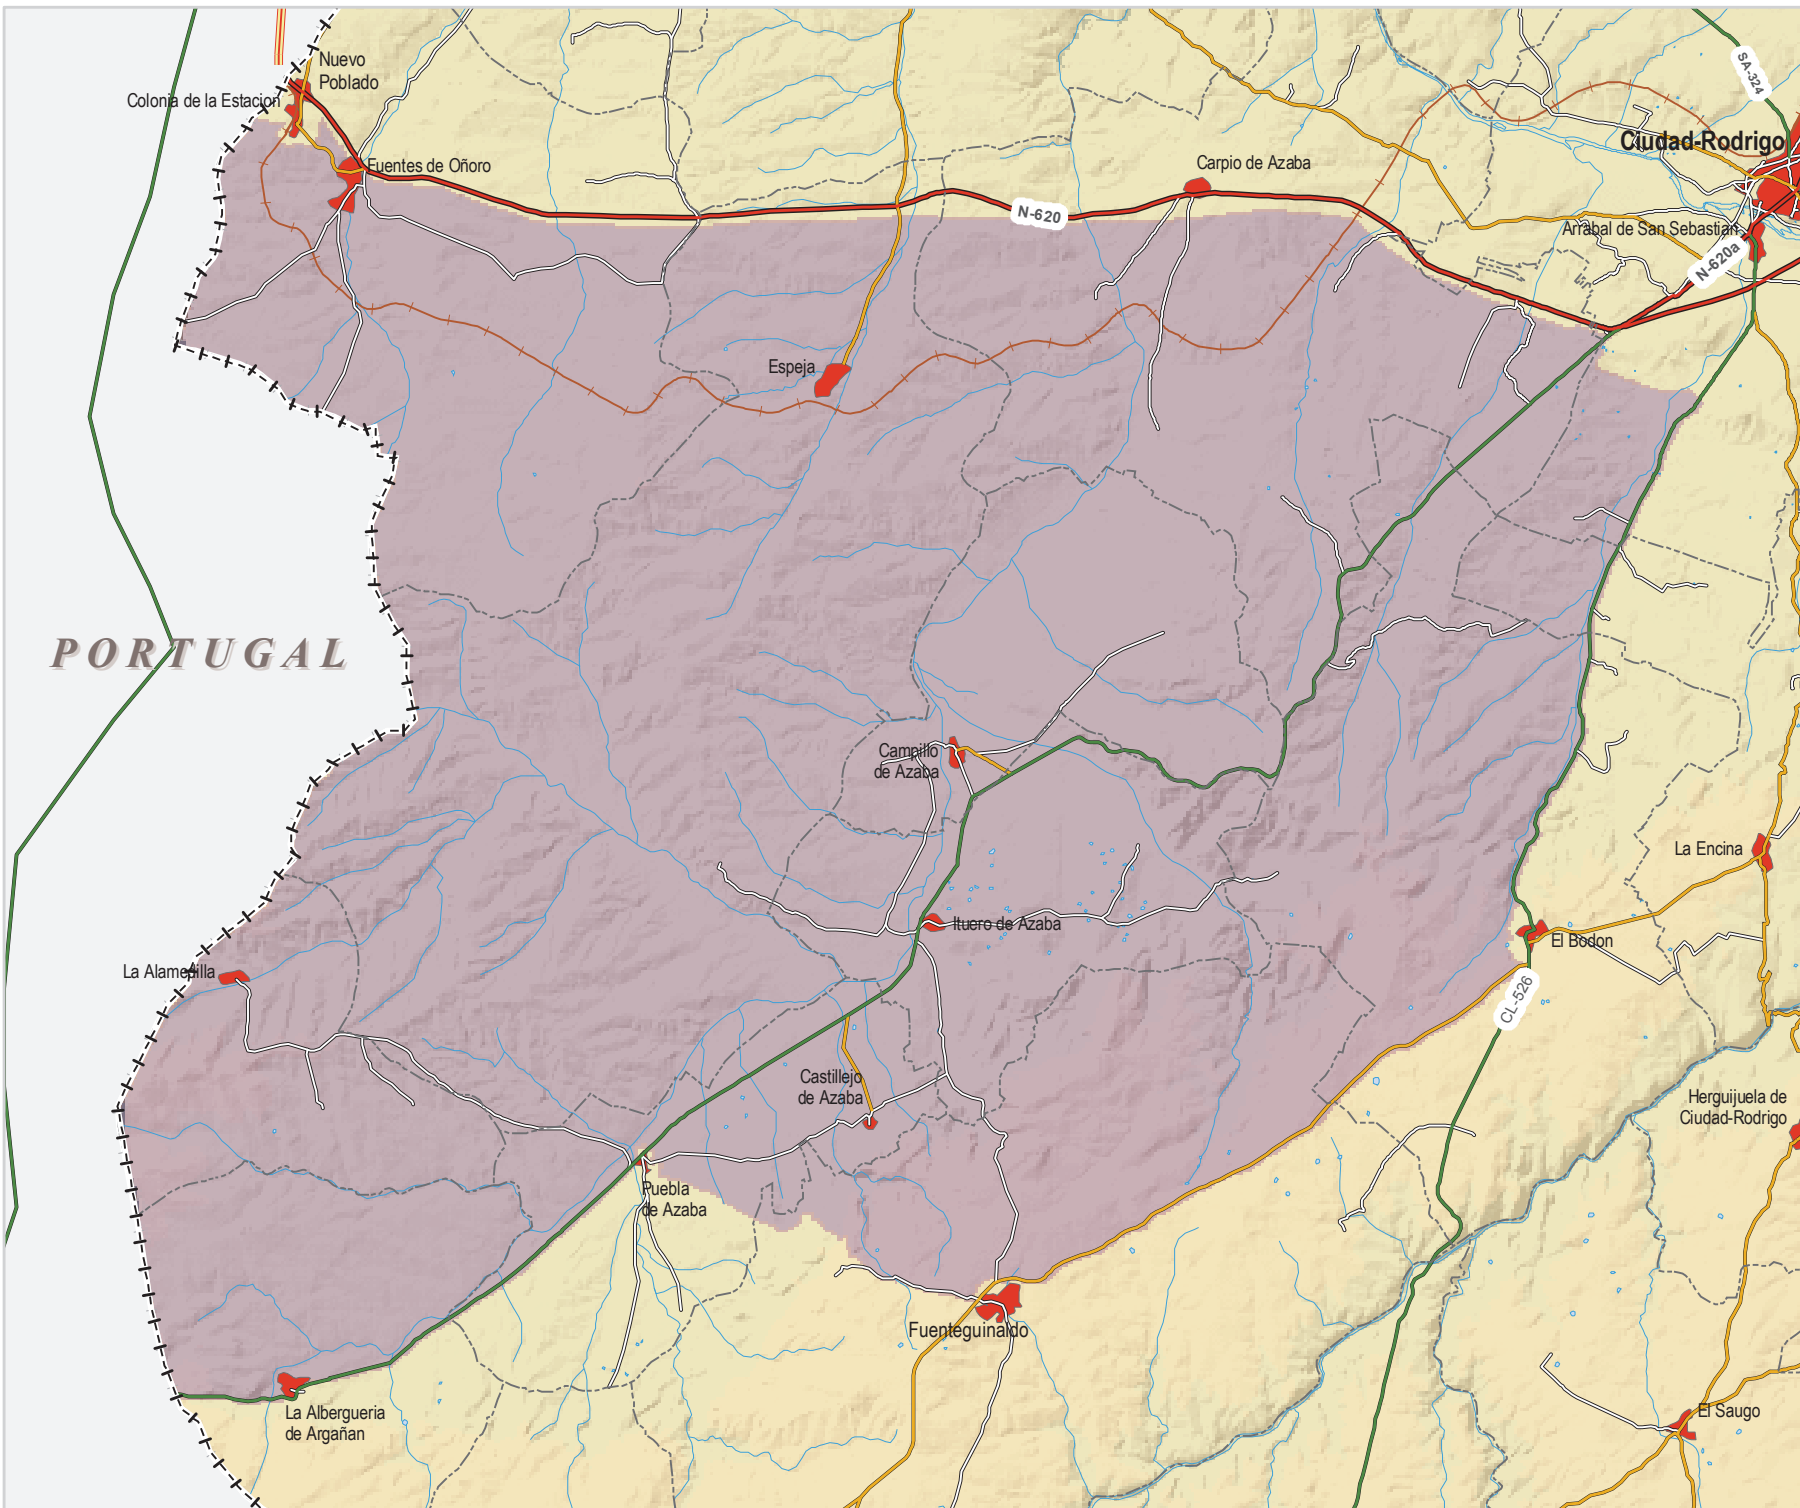 Nuevo
Poblado
Colonia de la Estacion
SA-324
Ciudad-Rodrigo
Fuentes de Oñoro
Carpio de Azaba
N-620
Arrabal de San Sebastian
N-620a
Espeja
PORTUGAL
Campillo
de Azaba
La Encina
Ituero de Azaba
El Bodon
La Alamedilla
CL-526
Castillejo
de Azaba
Herguijuela de
Ciudad-Rodrigo
Puebla
de Azaba
Fuenteguinaldo
La Albergueria
de Argañan
El Saugo